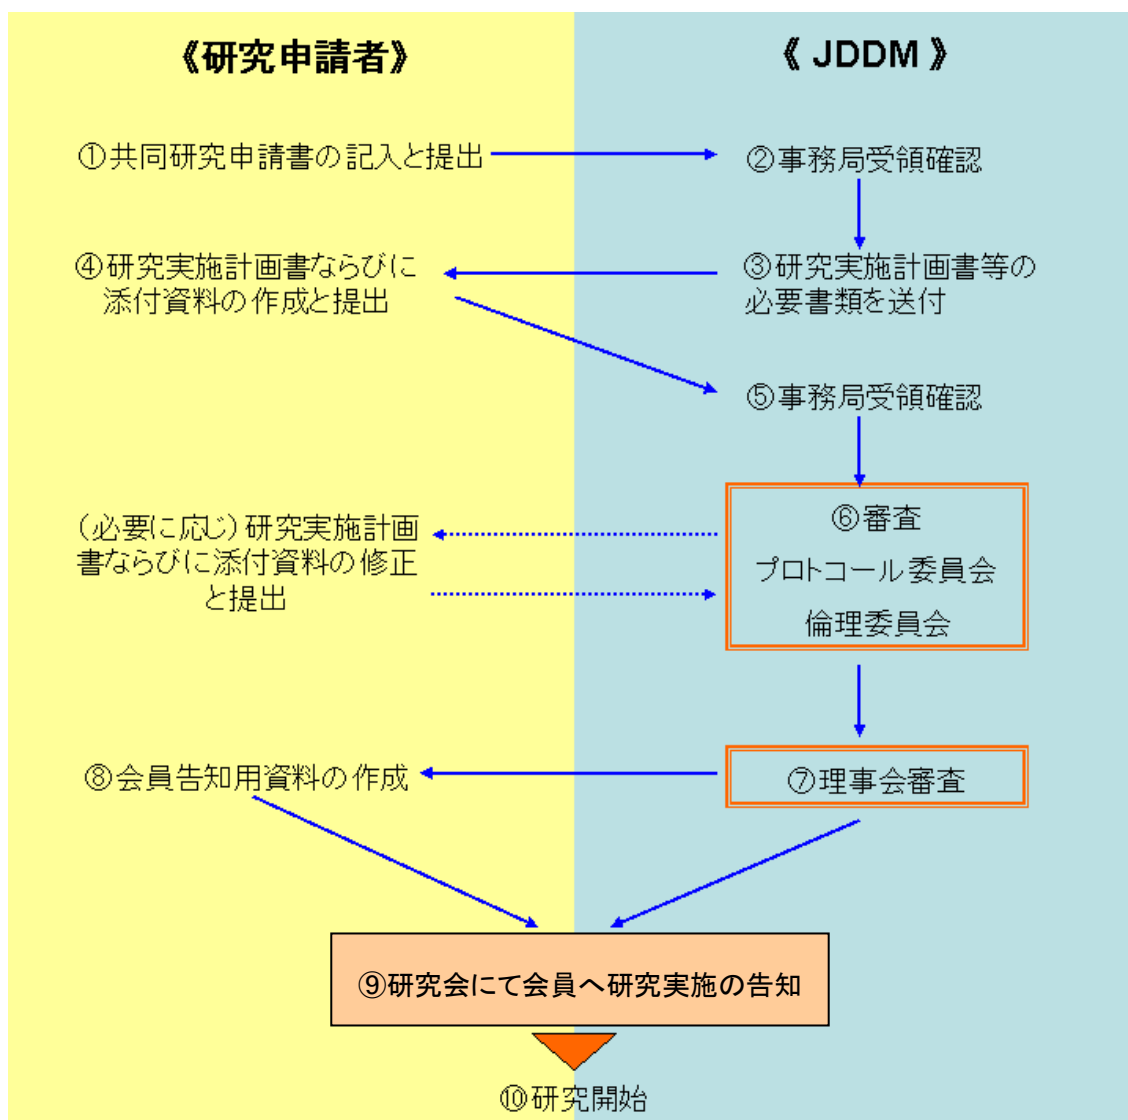 《研究申請者》
《 JDDM 》
①共同研究申請書の記入と提出
②事務局受領確認
④研究実施計画書ならびに
添付資料の作成と提出
③研究実施計画書等の
必要書類を送付
⑤事務局受領確認
(必要に応じ)研究実施計画
書ならびに添付資料の修正
と提出
⑥審査
プロトコール委員会
倫理委員会
⑧会員告知用資料の作成
⑦理事会審査
⑨研究会にて会員へ研究実施の告知
⑩研究開始